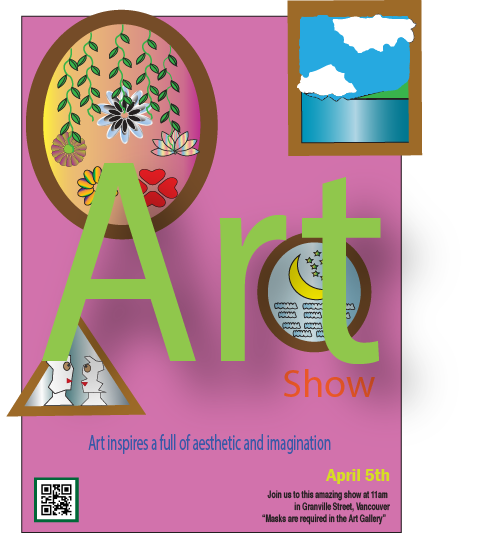 Art
Show
Art inspires a full of aesthetic and imagination
April 5th
Join us to this amazing show at 11am
in Granville Street, Vancouver
"Masks are required in the Art Gallery"